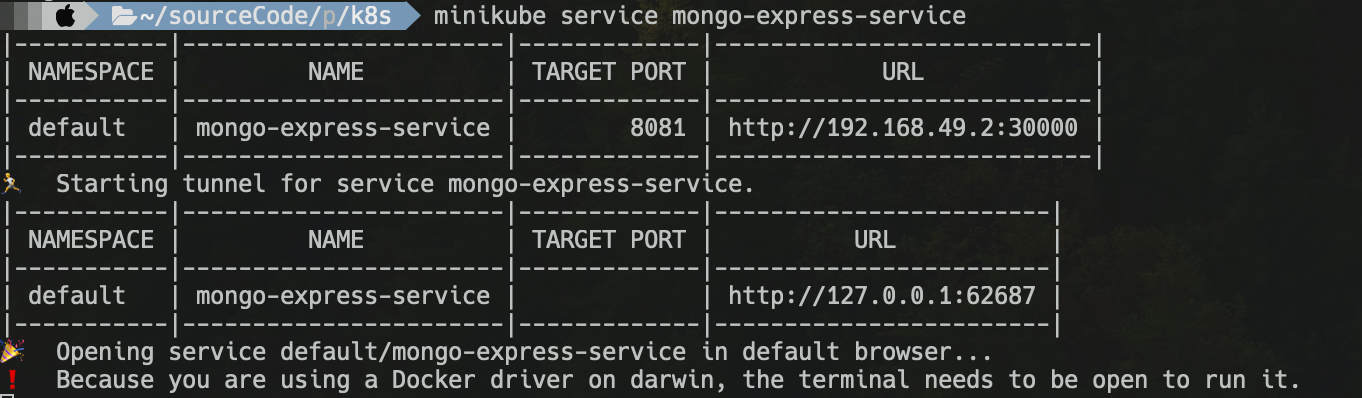 ~/sourceCode/p/k8s minikube service mongo-express-service
|-----------|-----------------------|-------------|---------------------------|
| NAMESPACE | NAME | TARGET PORT | URL |
|-----------|-----------------------|-------------|---------------------------|
| default | mongo-express-service | 8081 | http://192.168.49.2:30000 |
|-----------|-----------------------|-------------|---------------------------|
🏃 Starting tunnel for service mongo-express-service.
|-----------|-----------------------|-------------|------------------------|
| NAMESPACE | NAME | TARGET PORT | URL |
|-----------|-----------------------|-------------|------------------------|
| default | mongo-express-service | | http://127.0.0.1:62687 |
|-----------|-----------------------|-------------|------------------------|
🎉 Opening service default/mongo-express-service in default browser...
❗ Because you are using a Docker driver on darwin, the terminal needs to be open to run it.